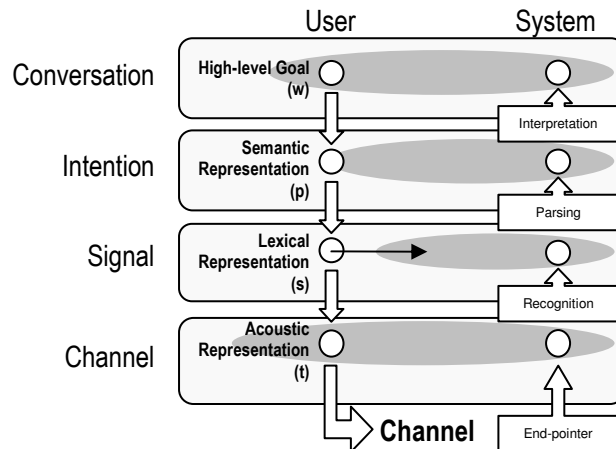 User System
Conversation
High-level Goal
(w)
Interpretation
Intention
Semantic
Representation
(p)
Parsing
Signal
Lexical
Representation
(s)
Recognition
Channel
Acoustic
Representation
(t)
Channel
End-pointer